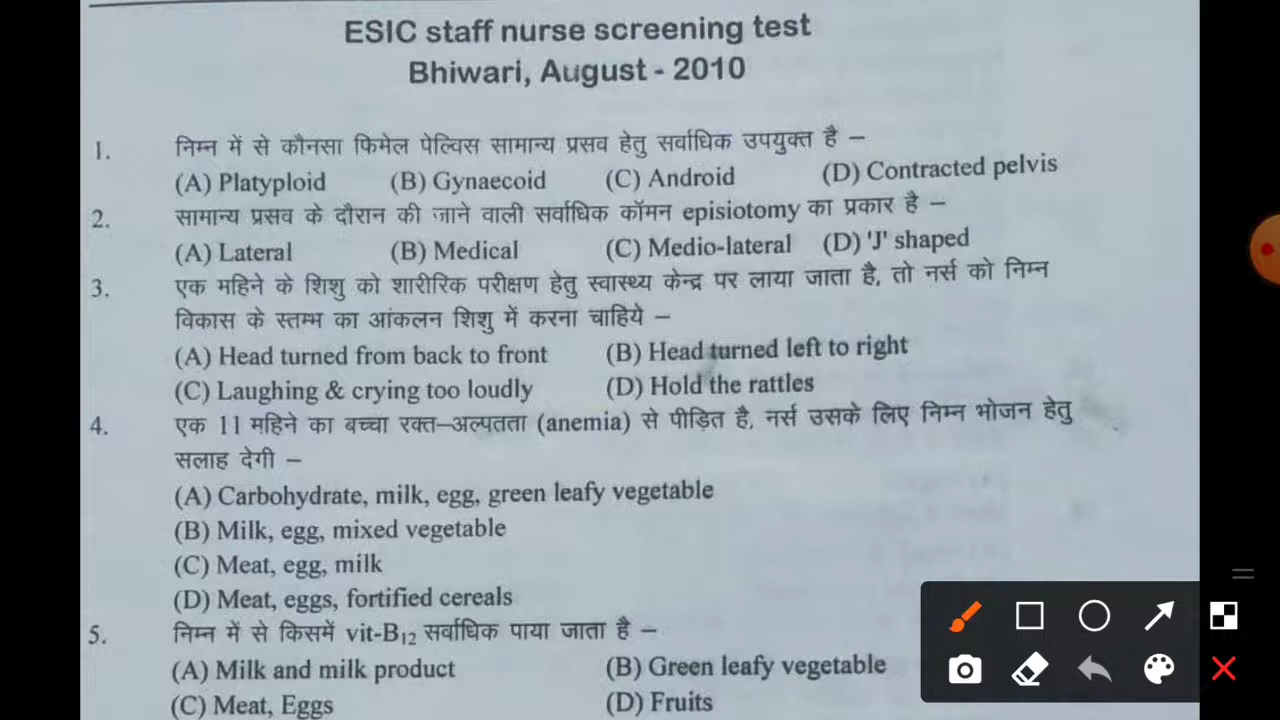 ESIC staff nurse screening test
Bhiwari, August - 2010
1. निम्न में से कौनसा फिमेल पेल्विस सामान्य प्रसव हेतु सर्वाधिक उपयुक्त है –
(A) Platyploid (B) Gynaecoid (C) Android (D) Contracted pelvis
2. सामान्य प्रसव के दौरान की जाने वाली सर्वाधिक कॉमन episiotomy का प्रकार है –
(A) Lateral (B) Medical (C) Medio-lateral (D) 'J' shaped
3. एक महिने के शिशु को शारीरिक परीक्षण हेतु स्वास्थ्य केन्द्र पर लाया जाता है, तो नर्स को निम्न
विकास के स्तम्भ का आंकलन शिशु में करना चाहिये –
(A) Head turned from back to front (B) Head turned left to right
(C) Laughing & crying too loudly (D) Hold the rattles
4. एक 11 महिने का बच्चा रक्त–अल्पतता (anemia) से पीड़ित है, नर्स उसके लिए निम्न भोजन हेतु
सलाह देगी –
(A) Carbohydrate, milk, egg, green leafy vegetable
(B) Milk, egg, mixed vegetable
(C) Meat, egg, milk
(D) Meat, eggs, fortified cereals
5. निम्न में से किसमें vit-B12 सर्वाधिक पाया जाता है –
(A) Milk and milk product (B) Green leafy vegetable
(C) Meat, Eggs (D) Fruits